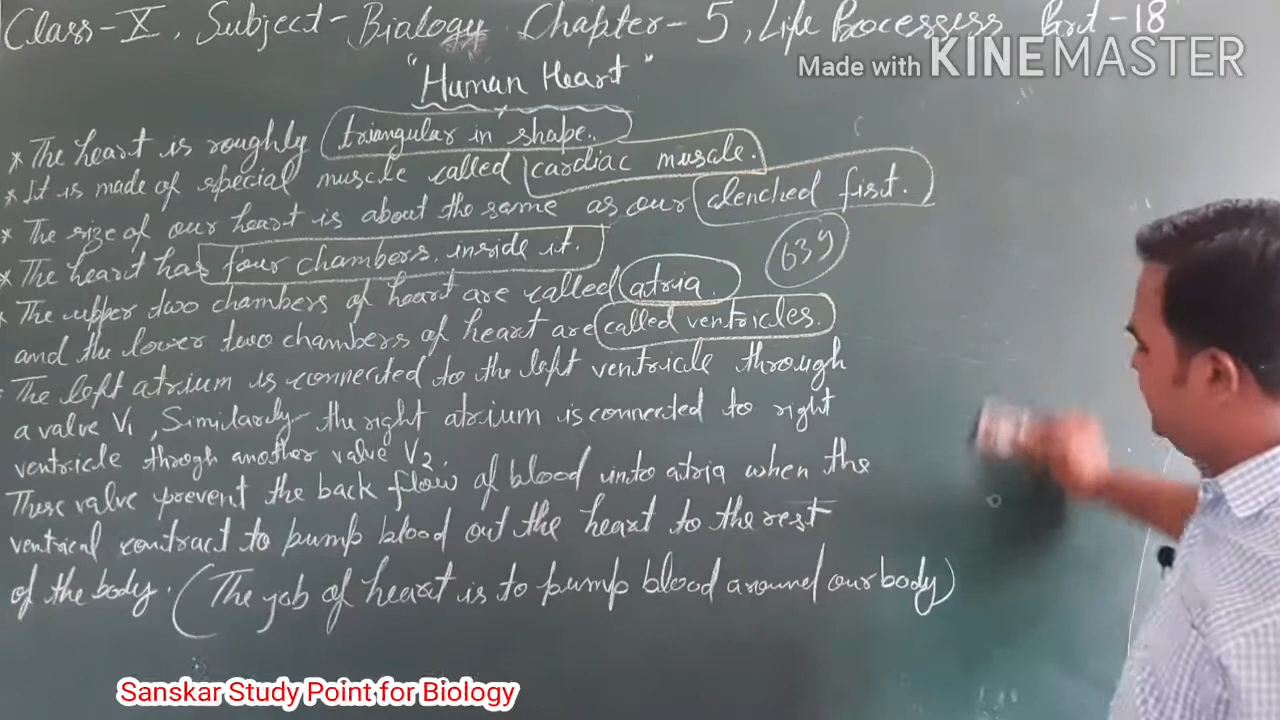 Class-X, Subject-Biology Chapter-5, Life Processess Part-18
Made with KINEMASTER
"Human Heart"
* The heart is roughly triangular in shape.
* It is made of special muscle called cardiac muscle.
* The size of our heart is about the same as our clenched fist.
* The heart has four chambers inside it.
639
* The upper two chambers of heart are called atria.
and the lower two chambers of heart are called ventricles.
The left atrium is connected to the left ventricle through
a valve V1, Similarly the right atrium is connected to right
ventricle throgh another valve V2.
These valve prevent the back flow of blood into atria when the
ventrical contract to pump blood out the heart to the rest
of the body. (The job of heart is to pump blood around our body)
Sanskar Study Point for Biology